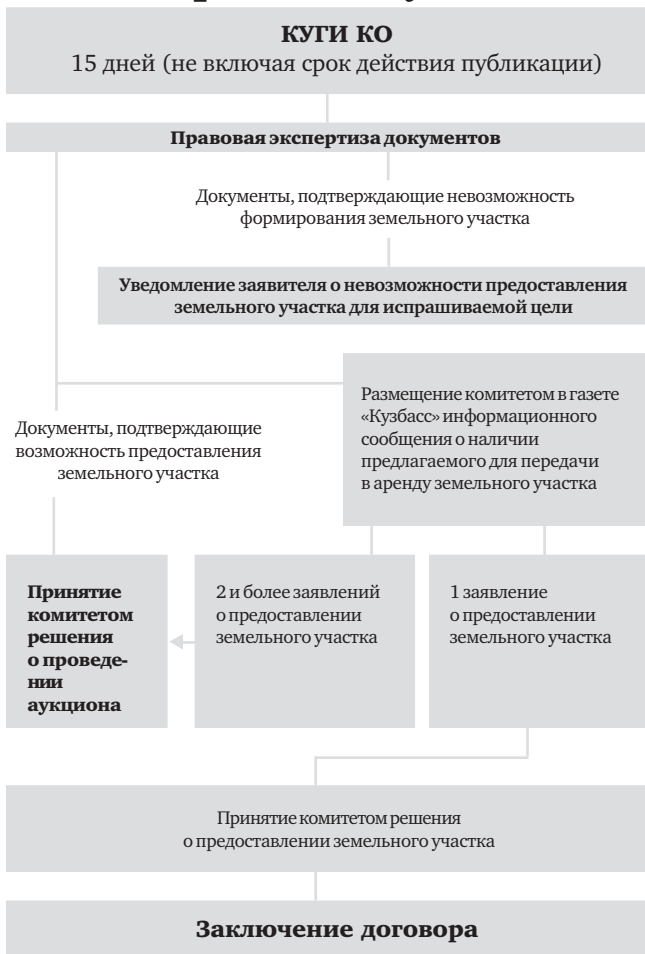 КУГИ КО
15 дней (не включая срок действия публикации)
Правовая экспертиза документов
Документы, подтверждающие невозможность
формирования земельного участка
Уведомление заявителя о невозможности предоставления
земельного участка для испрашиваемой цели
Размещение комитетом в газете
«Кузбасс» информационного
сообщения о наличии
предлагаемого для передачи
в аренду земельного участка
Документы, подтверждающие
возможность предоставления
земельного участка
Принятие
комитетом
решения
о проведе-
нии
аукциона
2 и более заявлений
о предоставлении
земельного участка
1 заявление
о предоставлении
земельного участка
Принятие комитетом решения
о предоставлении земельного участка
Заключение договора